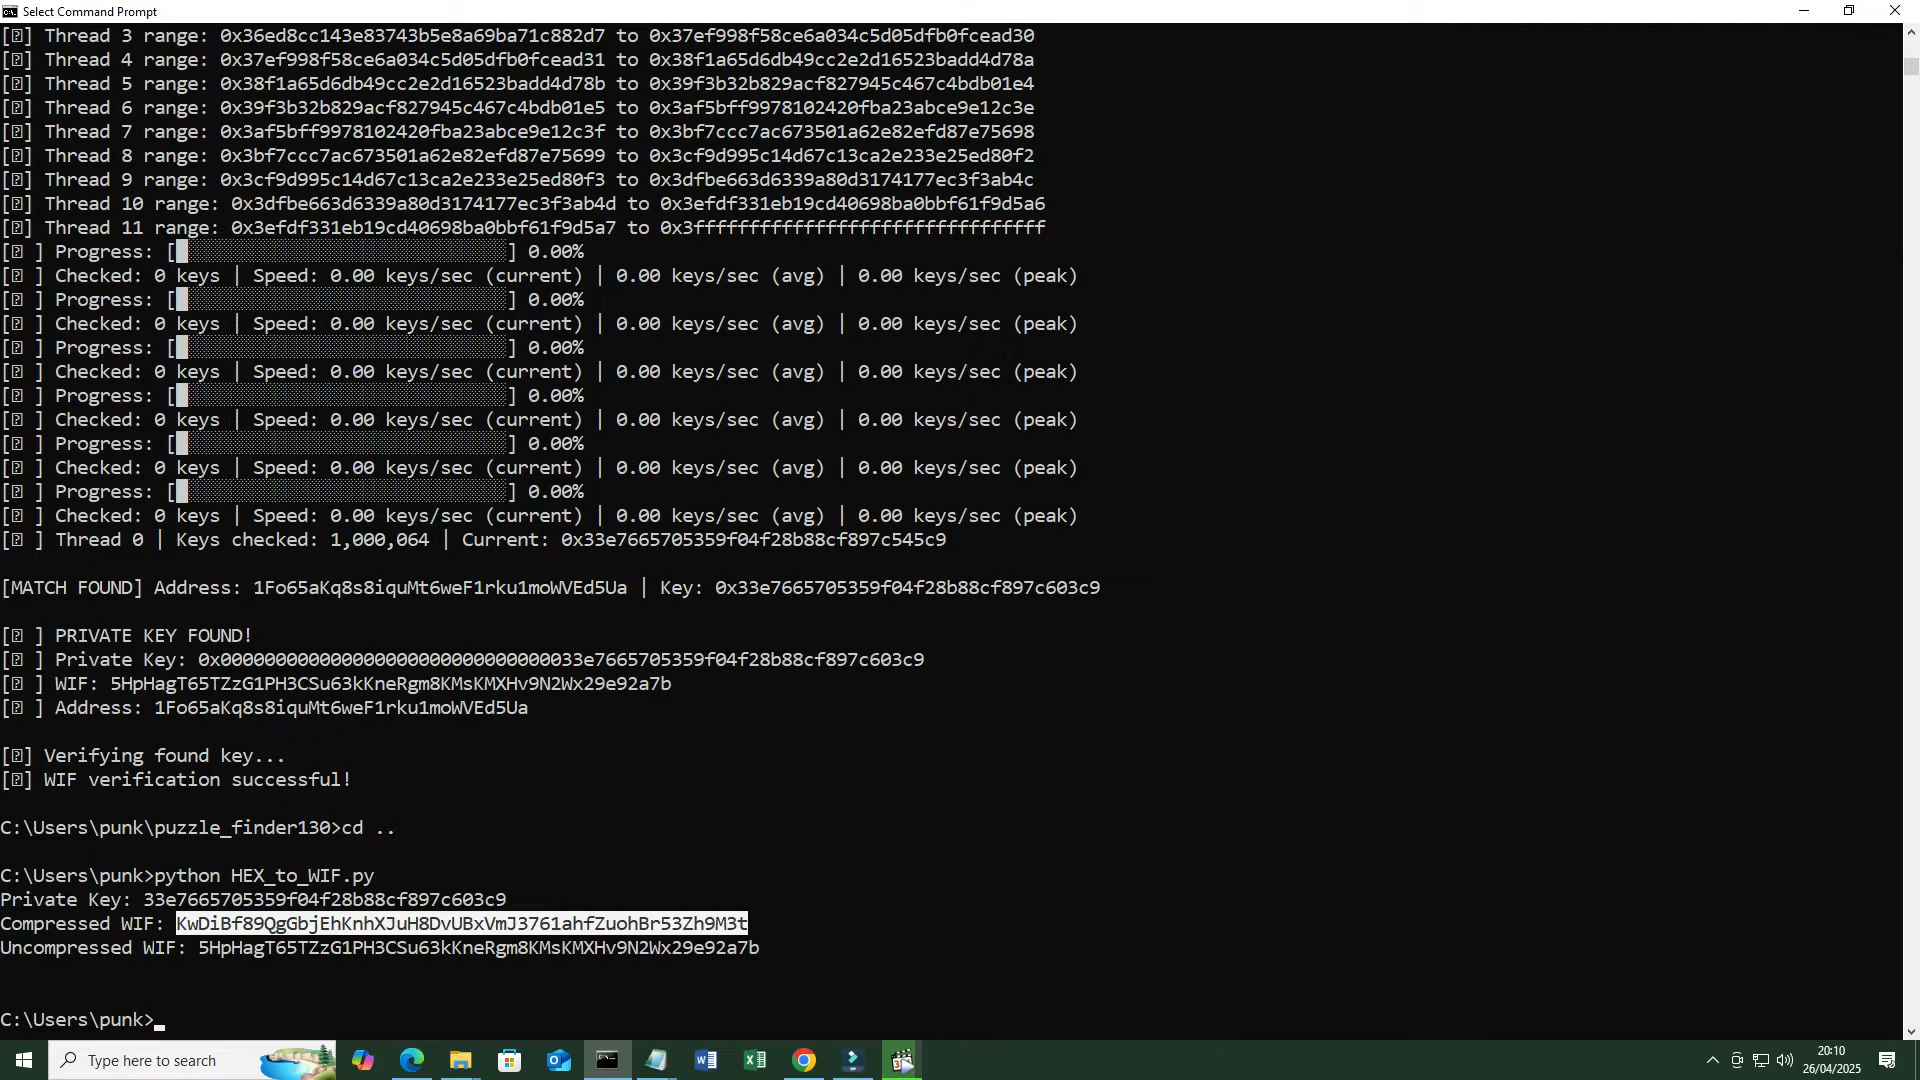 Select Command Prompt
[⍰] Thread 3 range: 0x36ed8cc143e83743b5e8a69ba71c882d7 to 0x37ef998f58ce6a034c5d05dfb0fcead30
[⍰] Thread 4 range: 0x37ef998f58ce6a034c5d05dfb0fcead31 to 0x38f1a65d6db49cc2e2d16523badd4d78a
[⍰] Thread 5 range: 0x38f1a65d6db49cc2e2d16523badd4d78b to 0x39f3b32b829acf827945c467c4bdb01e4
[⍰] Thread 6 range: 0x39f3b32b829acf827945c467c4bdb01e5 to 0x3af5bff9978102420fba23abce9e12c3e
[⍰] Thread 7 range: 0x3af5bff9978102420fba23abce9e12c3f to 0x3bf7ccc7ac673501a62e82efd87e75698
[⍰] Thread 8 range: 0x3bf7ccc7ac673501a62e82efd87e75699 to 0x3cf9d995c14d67c13ca2e233e25ed80f2
[⍰] Thread 9 range: 0x3cf9d995c14d67c13ca2e233e25ed80f3 to 0x3dfbe663d6339a80d3174177ec3f3ab4c
[⍰] Thread 10 range: 0x3dfbe663d6339a80d3174177ec3f3ab4d to 0x3efdf331eb19cd40698ba0bbf61f9d5a6
[⍰] Thread 11 range: 0x3efdf331eb19cd40698ba0bbf61f9d5a7 to 0x3ffffffffffffffffffffffffffffffff
[⍰ ] Progress: [ ] 0.00%
[⍰ ] Checked: 0 keys | Speed: 0.00 keys/sec (current) | 0.00 keys/sec (avg) | 0.00 keys/sec (peak)
[⍰ ] Progress: [ ] 0.00%
[⍰ ] Checked: 0 keys | Speed: 0.00 keys/sec (current) | 0.00 keys/sec (avg) | 0.00 keys/sec (peak)
[⍰ ] Progress: [ ] 0.00%
[⍰ ] Checked: 0 keys | Speed: 0.00 keys/sec (current) | 0.00 keys/sec (avg) | 0.00 keys/sec (peak)
[⍰ ] Progress: [ ] 0.00%
[⍰ ] Checked: 0 keys | Speed: 0.00 keys/sec (current) | 0.00 keys/sec (avg) | 0.00 keys/sec (peak)
[⍰ ] Progress: [ ] 0.00%
[⍰ ] Checked: 0 keys | Speed: 0.00 keys/sec (current) | 0.00 keys/sec (avg) | 0.00 keys/sec (peak)
[⍰ ] Progress: [ ] 0.00%
[⍰ ] Checked: 0 keys | Speed: 0.00 keys/sec (current) | 0.00 keys/sec (avg) | 0.00 keys/sec (peak)
[⍰ ] Thread 0 | Keys checked: 1,000,064 | Current: 0x33e7665705359f04f28b88cf897c545c9
[MATCH FOUND] Address: 1Fo65aKq8s8iquMt6weF1rku1moWVEd5Ua | Key: 0x33e7665705359f04f28b88cf897c603c9
[⍰ ] PRIVATE KEY FOUND!
[⍰ ] Private Key: 0x000000000000000000000000000000033e7665705359f04f28b88cf897c603c9
[⍰ ] WIF: 5HpHagT65TZzG1PH3CSu63kKneRgm8KMsKMXHv9N2Wx29e92a7b
[⍰ ] Address: 1Fo65aKq8s8iquMt6weF1rku1moWVEd5Ua
[⍰] Verifying found key...
[⍰] WIF verification successful!
C:\Users\punk\puzzle_finder130>cd ..
C:\Users\punk>python HEX_to_WIF.py
Private Key: 33e7665705359f04f28b88cf897c603c9
Compressed WIF: KwDiBf89QgGbjEhKnhXJuH8DvUBxVmJ3761ahfZuohBr53Zh9M3t
Uncompressed WIF: 5HpHagT65TZzG1PH3CSu63kKneRgm8KMsKMXHv9N2Wx29e92a7b
C:\Users\punk>
Type here to search
20:10
26/04/2025